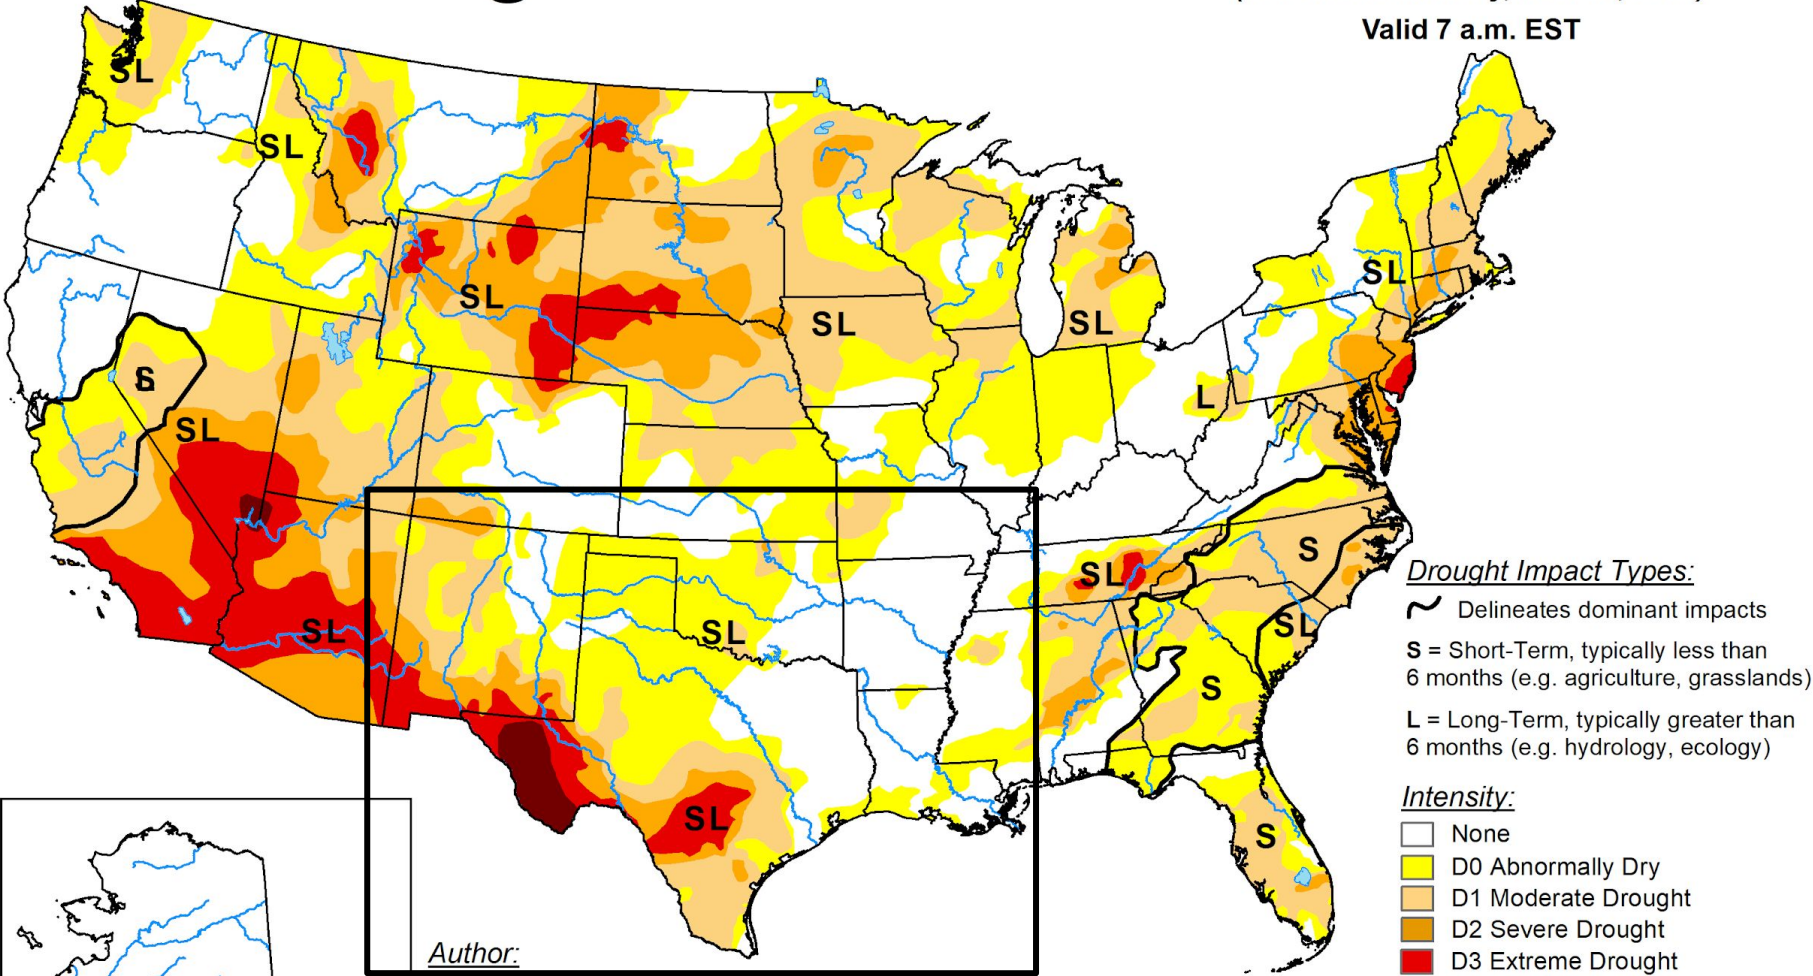 Valid 7 a.m. EST
SL
SL
SL
SL
SL
SL
L
SL
SL
SL
S
SL
SL
SL
S
SL
S
S
Drought Impact Types:
Delineates dominant impacts
S = Short-Term, typically less than
6 months (e.g. agriculture, grasslands)
L = Long-Term, typically greater than
6 months (e.g. hydrology, ecology)
Intensity:
None
D0 Abnormally Dry
D1 Moderate Drought
D2 Severe Drought
D3 Extreme Drought
Author: